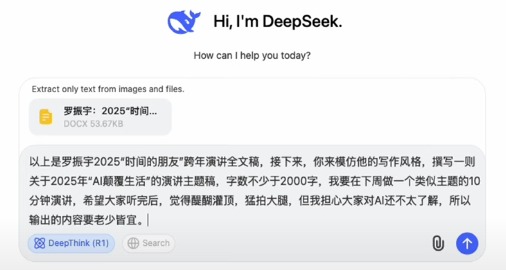 Hi, I'm DeepSeek.
How can I help you today?
Extract only text from images and files.
罗振宇：2025“时间...
DOCX 53.67KB
以上是罗振宇2025“时间的朋友”跨年演讲全文稿，接下来，你来模仿他的写作风格，撰写一则
关于2025年“AI颠覆生活”的演讲主题稿，字数不少于2000字，我要在下周做一个类似主题的10
分钟演讲，希望大家听完后，觉得醍醐灌顶，猛拍大腿，但我担心大家对AI还不太了解，所以
输出的内容要老少皆宜。
DeepThink (R1) Search